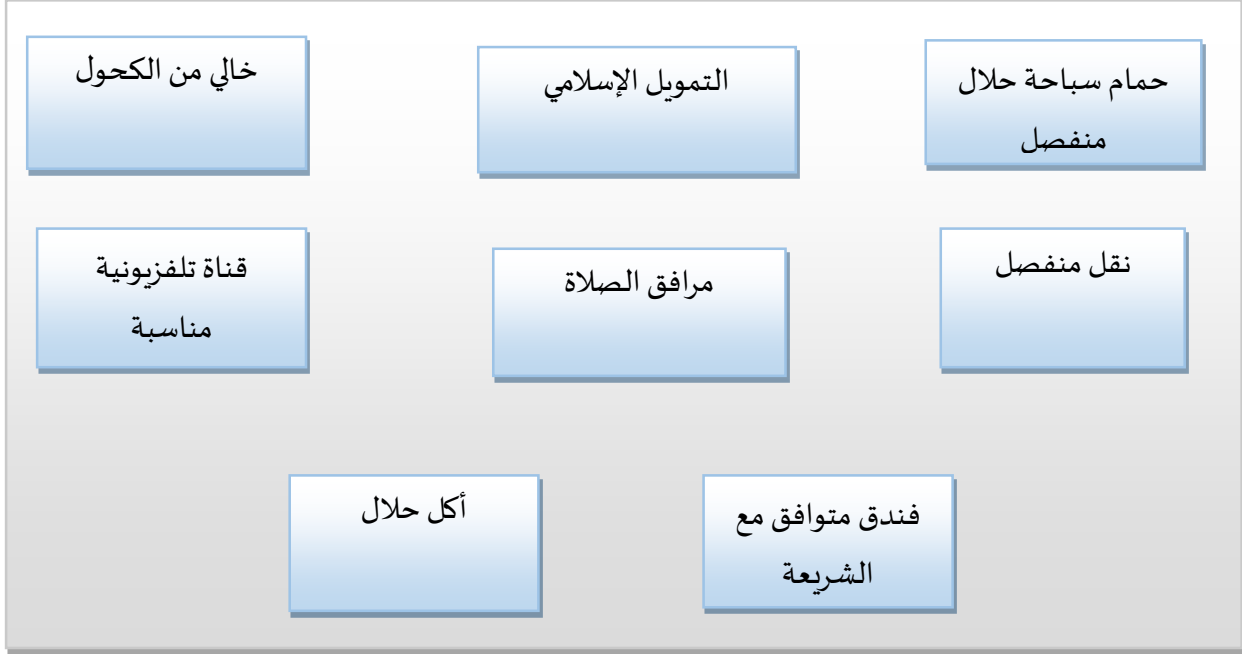 حمام سباحة حلال
منفصل
التمويل الإسلامي
خالي من الكحول
نقل منفصل
مرافق الصلاة
قناة تلفزيونية
مناسبة
فندق متوافق مع
الشريعة
أكل حلال